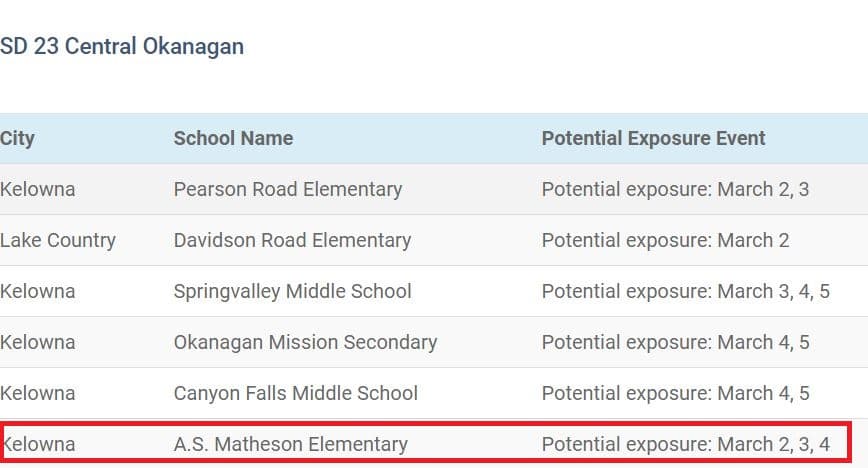 SD 23 Central Okanagan
City School Name Potential Exposure Event
Kelowna Pearson Road Elementary Potential exposure: March 2, 3
Lake Country Davidson Road Elementary Potential exposure: March 2
Kelowna Springvalley Middle School Potential exposure: March 3, 4, 5
Kelowna Okanagan Mission Secondary Potential exposure: March 4, 5
Kelowna Canyon Falls Middle School Potential exposure: March 4, 5
Kelowna A.S. Matheson Elementary Potential exposure: March 2, 3, 4